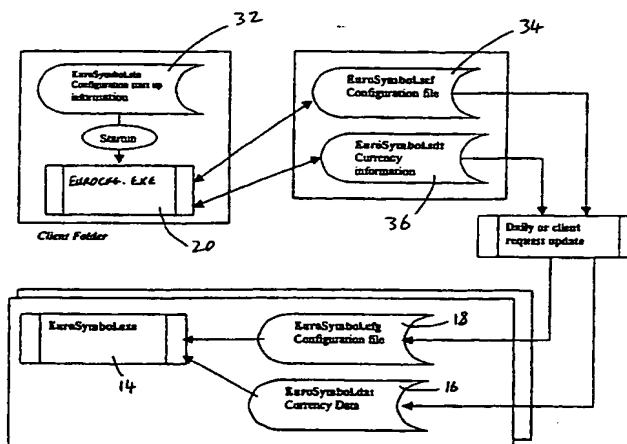 32
EuroSymbol.sta
Configuration start up
information
Startup
EUROCFG.EXE
20
Client Folder
34
EuroSymbol.scf
Configuration file
EuroSymbol.sdt
Currency
information
36
Daily or client
request update
EuroSymbol.exe
14
EuroSymbol.cfg
Configuration file
18
EuroSymbol.dat
Currency Data
16